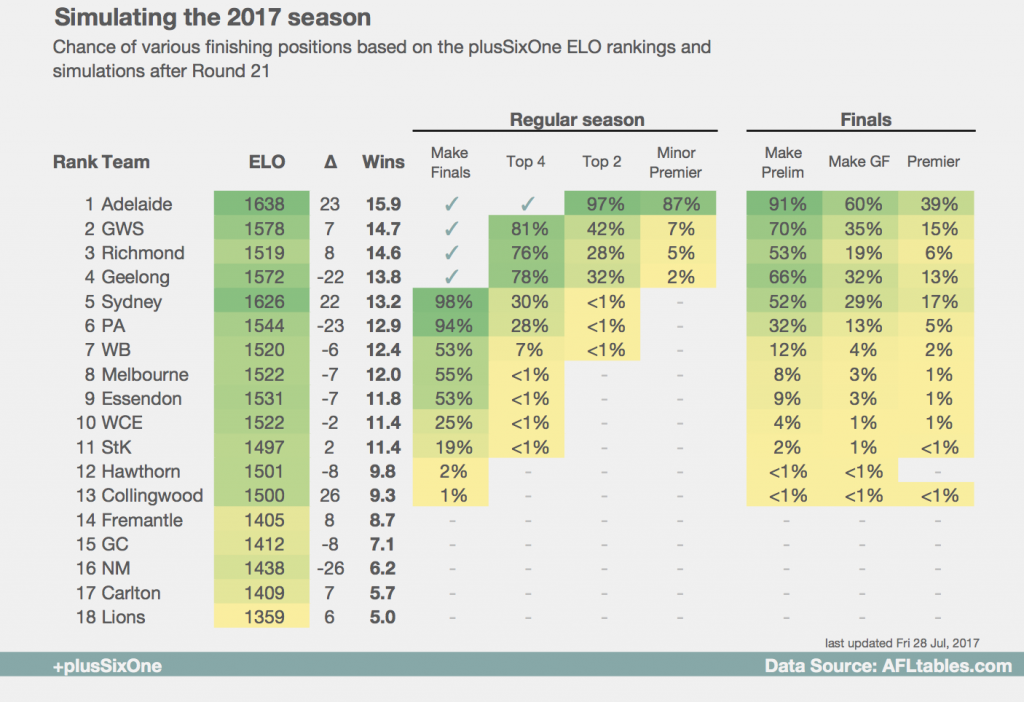 Simulating the 2017 season
Chance of various finishing positions based on the plusSixOne ELO rankings and
simulations after Round 21
Regular season Finals
Rank Team ELO Δ Wins Make Finals Top 4 Top 2 Minor Premier Make Prelim Make GF Premier
1 Adelaide 1638 23 15.9 ✓ ✓ 97% 87% 91% 60% 39%
2 GWS 1578 7 14.7 ✓ 81% 42% 7% 70% 35% 15%
3 Richmond 1519 8 14.6 ✓ 76% 28% 5% 53% 19% 6%
4 Geelong 1572 -22 13.8 ✓ 78% 32% 2% 66% 32% 13%
5 Sydney 1626 22 13.2 98% 30% <1% - 52% 29% 17%
6 PA 1544 -23 12.9 94% 28% <1% - 32% 13% 5%
7 WB 1520 -6 12.4 53% 7% <1% - 12% 4% 2%
8 Melbourne 1522 -7 12.0 55% <1% - - 8% 3% 1%
9 Essendon 1531 -7 11.8 53% <1% - - 9% 3% 1%
10 WCE 1522 -2 11.4 25% <1% - - 4% 1% 1%
11 StK 1497 2 11.4 19% <1% - - 2% 1% <1%
12 Hawthorn 1501 -8 9.8 2% - - - <1% <1% -
13 Collingwood 1500 26 9.3 1% - - - <1% <1% <1%
14 Fremantle 1405 8 8.7 - - - - - - -
15 GC 1412 -8 7.1 - - - - - - -
16 NM 1438 -26 6.2 - - - - - - -
17 Carlton 1409 7 5.7 - - - - - - -
18 Lions 1359 6 5.0 - - - - - - -
last updated Fri 28 Jul, 2017
+plusSixOne Data Source: AFLtables.com